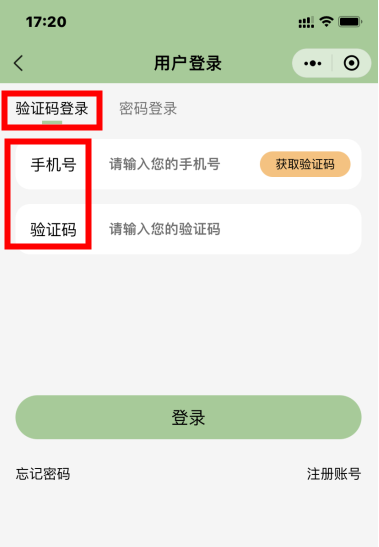 17:20
用户登录
验证码登录 密码登录
手机号 请输入您的手机号 获取验证码
验证码 请输入您的验证码
登录
忘记密码 注册账号